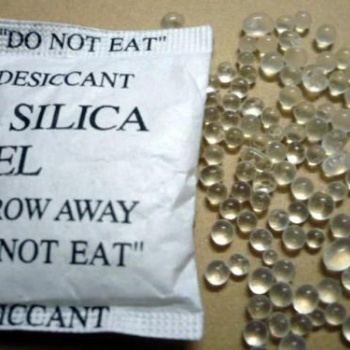 "DO NOT EAT"
DESICCANT
SILICA
EL
ROW AWAY
NOT EAT"
ICCANT